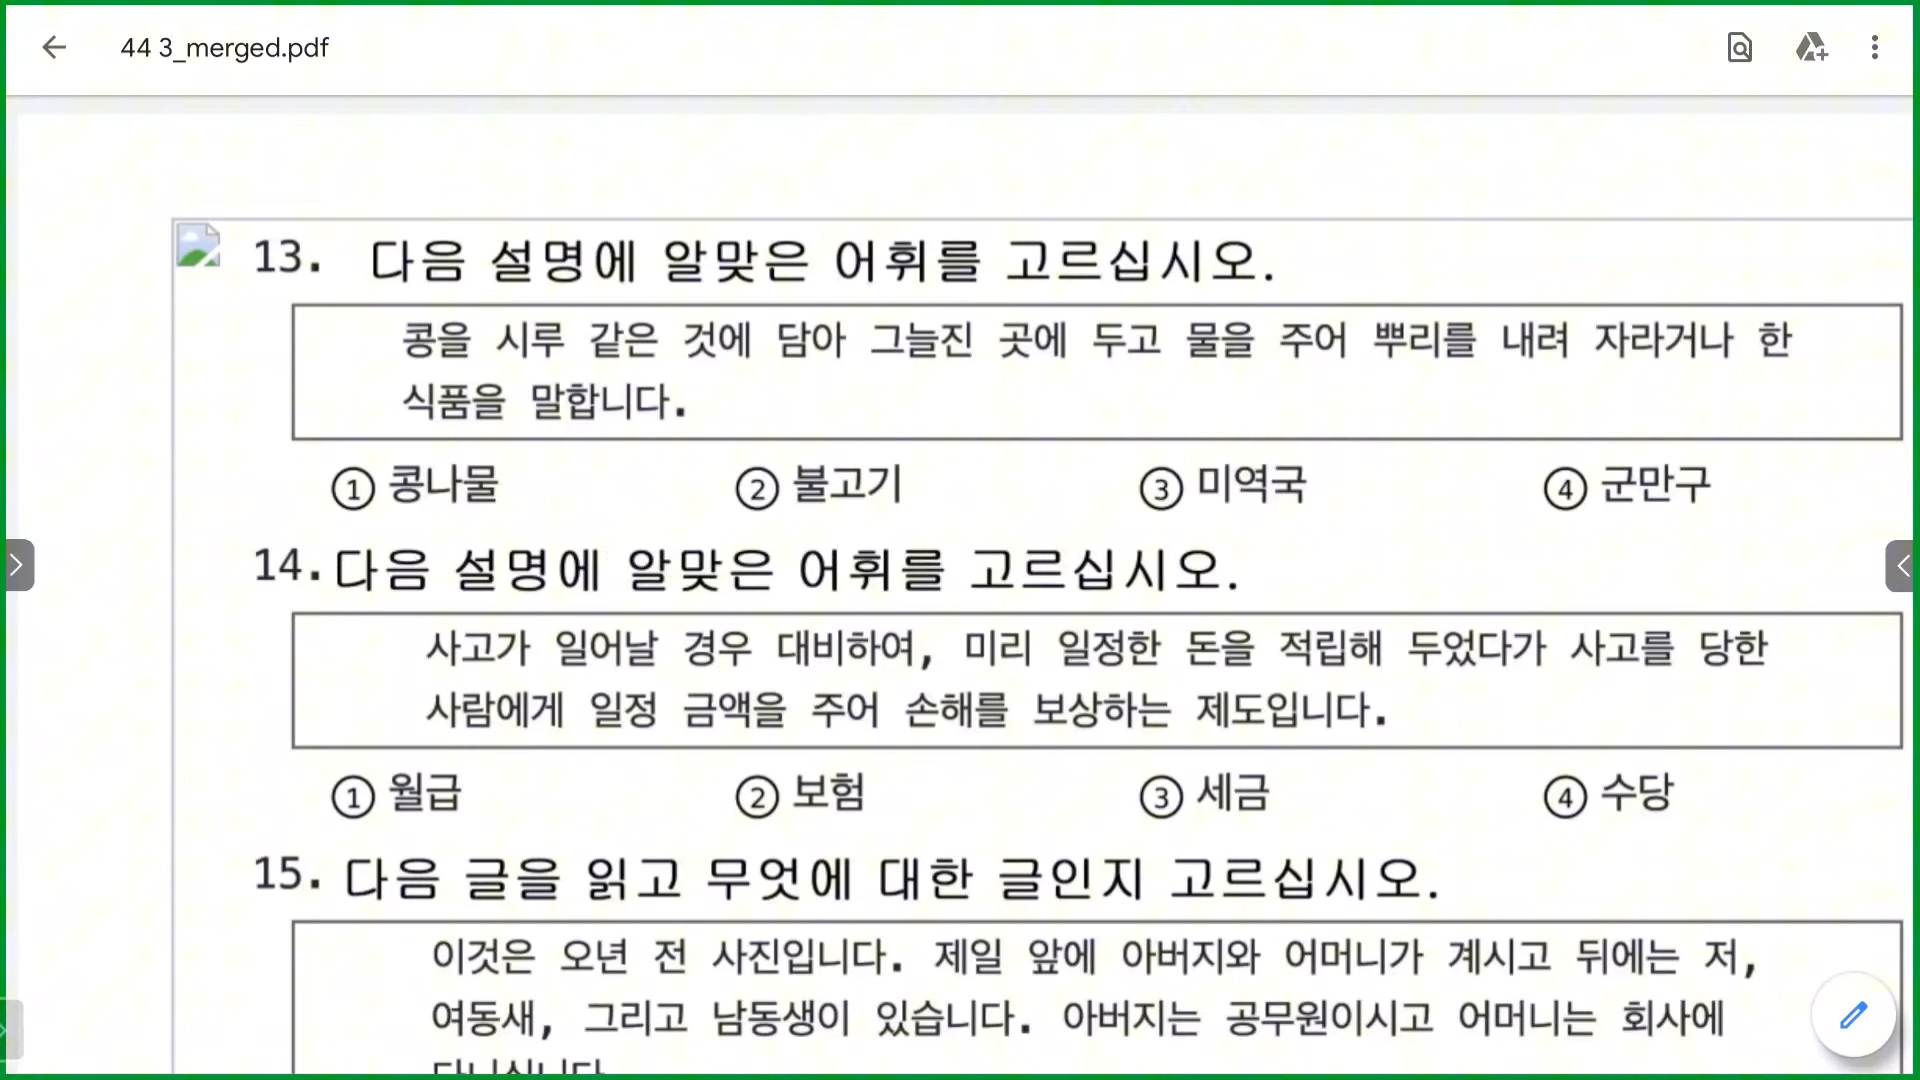 44 3_merged.pdf
13. 다음 설명에 알맞은 어휘를 고르십시오.
콩을 시루 같은 것에 담아 그늘진 곳에 두고 물을 주어 뿌리를 내려 자라거나 한
식품을 말합니다.
① 콩나물 ② 불고기 ③ 미역국 ④ 군만구
14. 다음 설명에 알맞은 어휘를 고르십시오.
사고가 일어날 경우 대비하여, 미리 일정한 돈을 적립해 두었다가 사고를 당한
사람에게 일정 금액을 주어 손해를 보상하는 제도입니다.
① 월급 ② 보험 ③ 세금 ④ 수당
15. 다음 글을 읽고 무엇에 대한 글인지 고르십시오.
이것은 오년 전 사진입니다. 제일 앞에 아버지와 어머니가 계시고 뒤에는 저,
여동새, 그리고 남동생이 있습니다. 아버지는 공무원이시고 어머니는 회사에